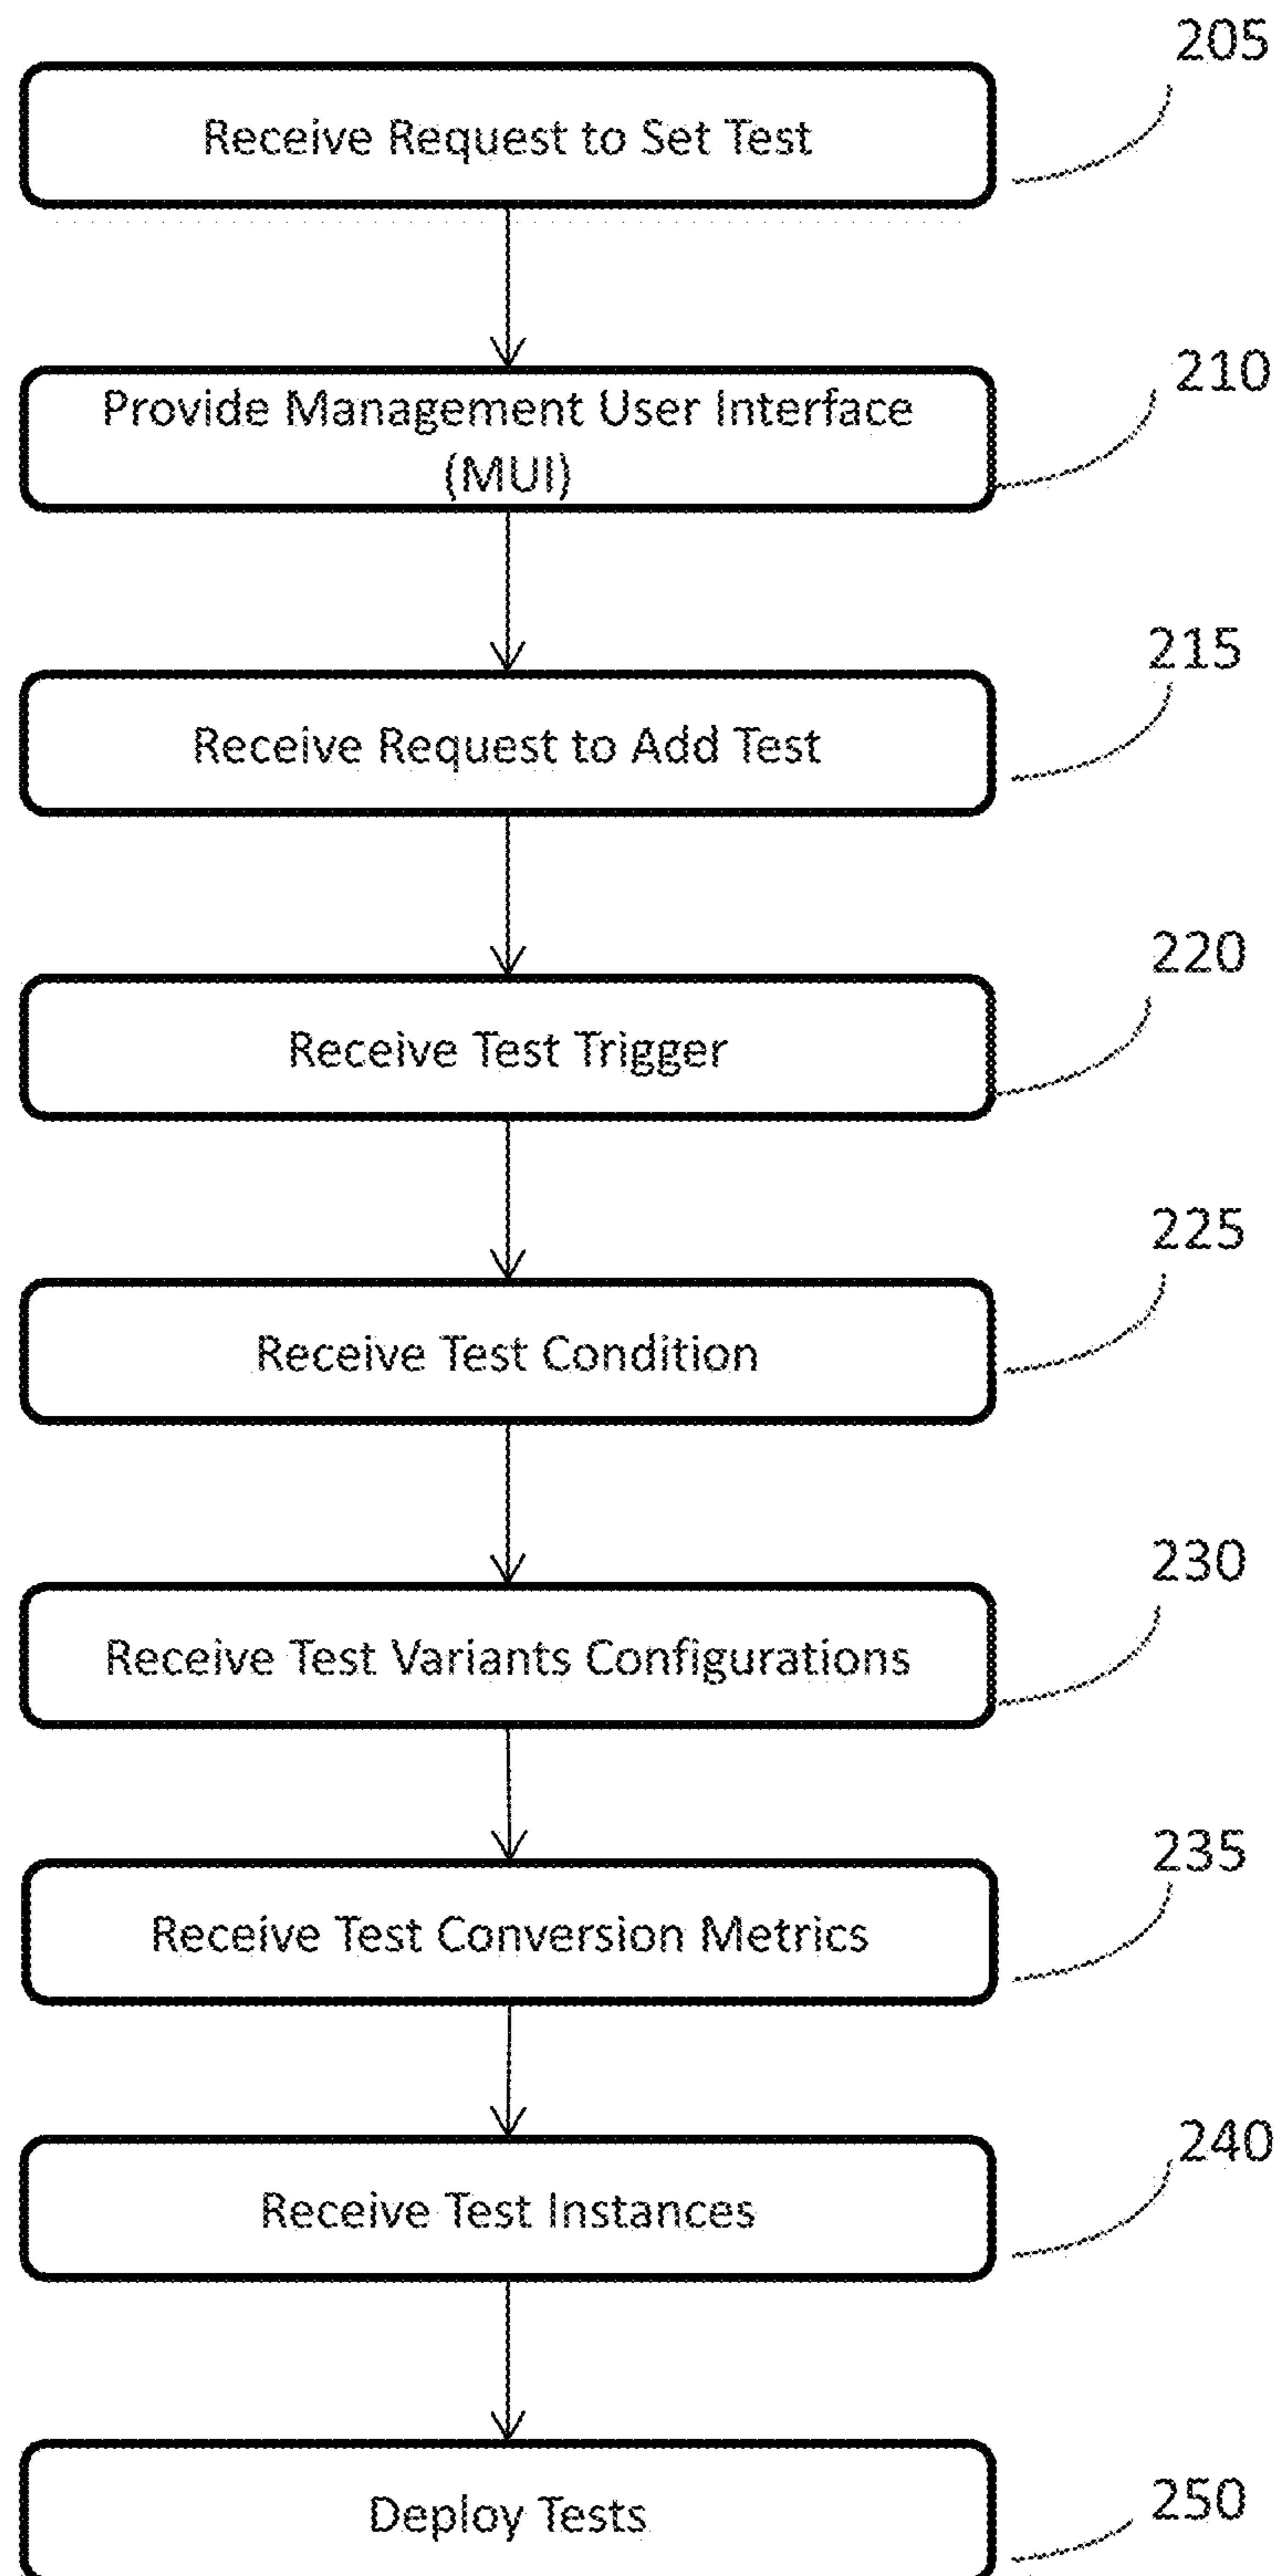 205
Receive Request to Set Test
210
Provide Management User Interface
(MUI)
215
Receive Request to Add Test
220
Receive Test Trigger
225
Receive Test Condition
230
Receive Test Variants Configurations
235
Receive Test Conversion Metrics
240
Receive Test Instances
250
Deploy Tests